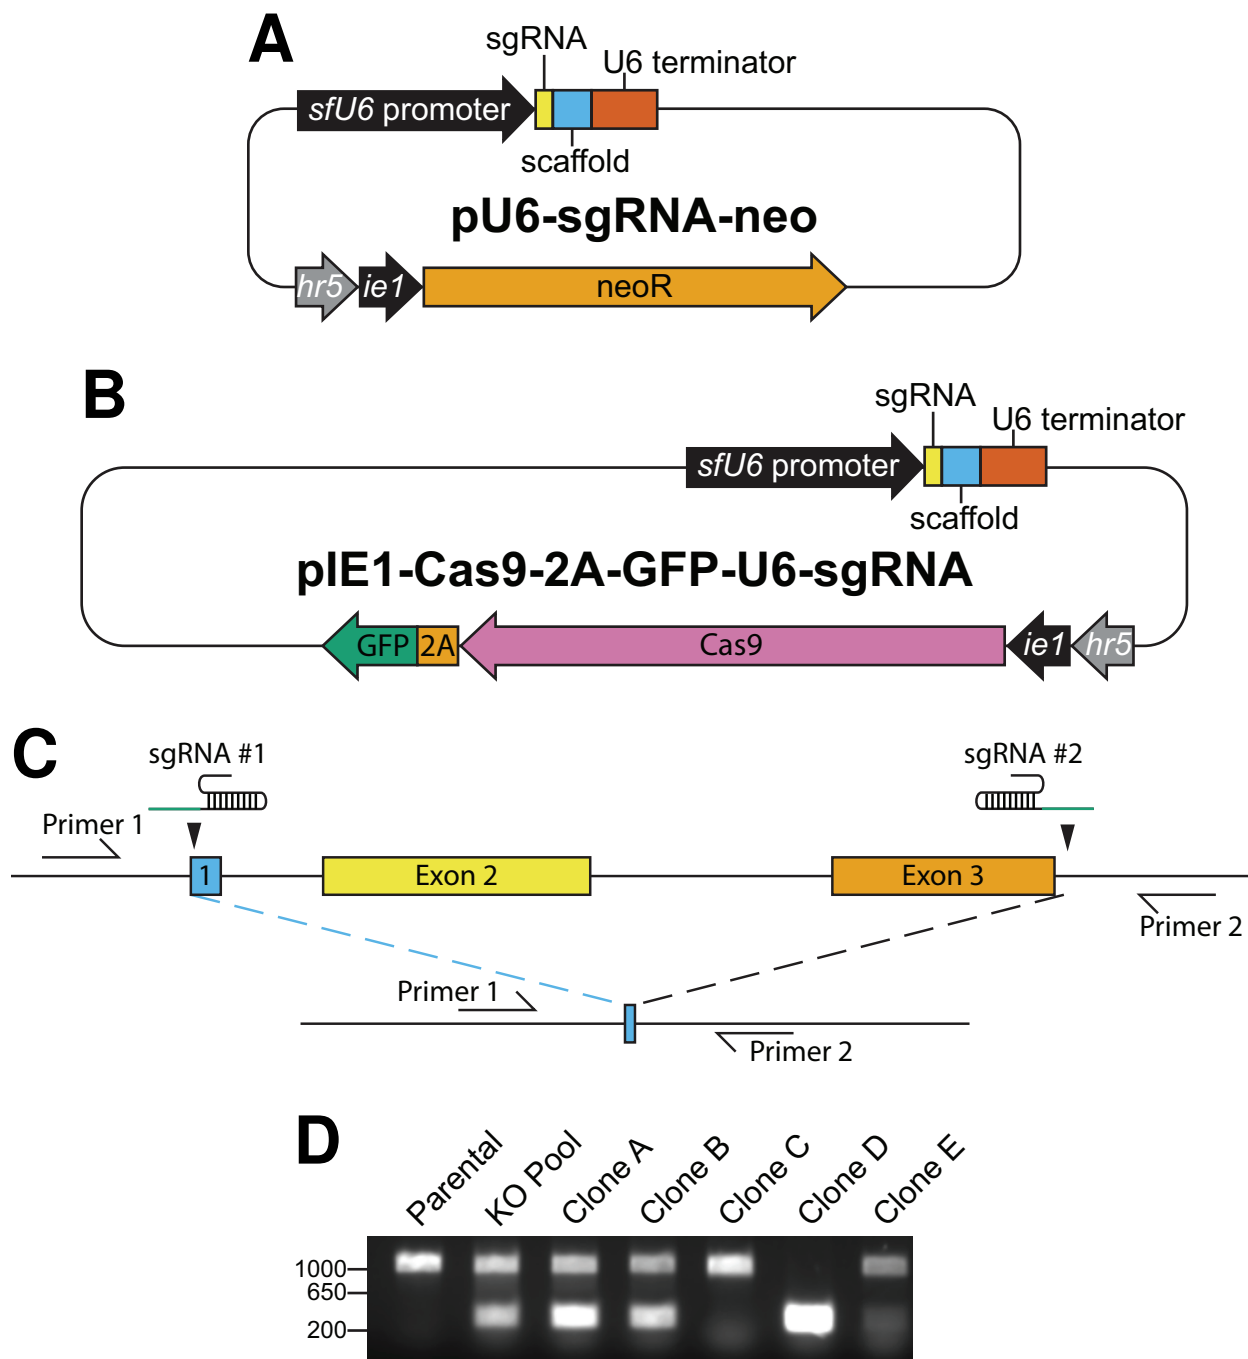 A
sgRNA
U6 terminator
sfU6 promoter
scaffold
pU6-sgRNA-neo
hr5 ie1 neoR
B
sgRNA
U6 terminator
sfU6 promoter
scaffold
pIE1-Cas9-2A-GFP-U6-sgRNA
GFP 2A Cas9 ie1 hr5
C
sgRNA #1 sgRNA #2
Primer 1
1 Exon 2 Exon 3
Primer 2
Primer 1
Primer 2
D
Parental KO Pool Clone A Clone B Clone C Clone D Clone E
1000
650
200